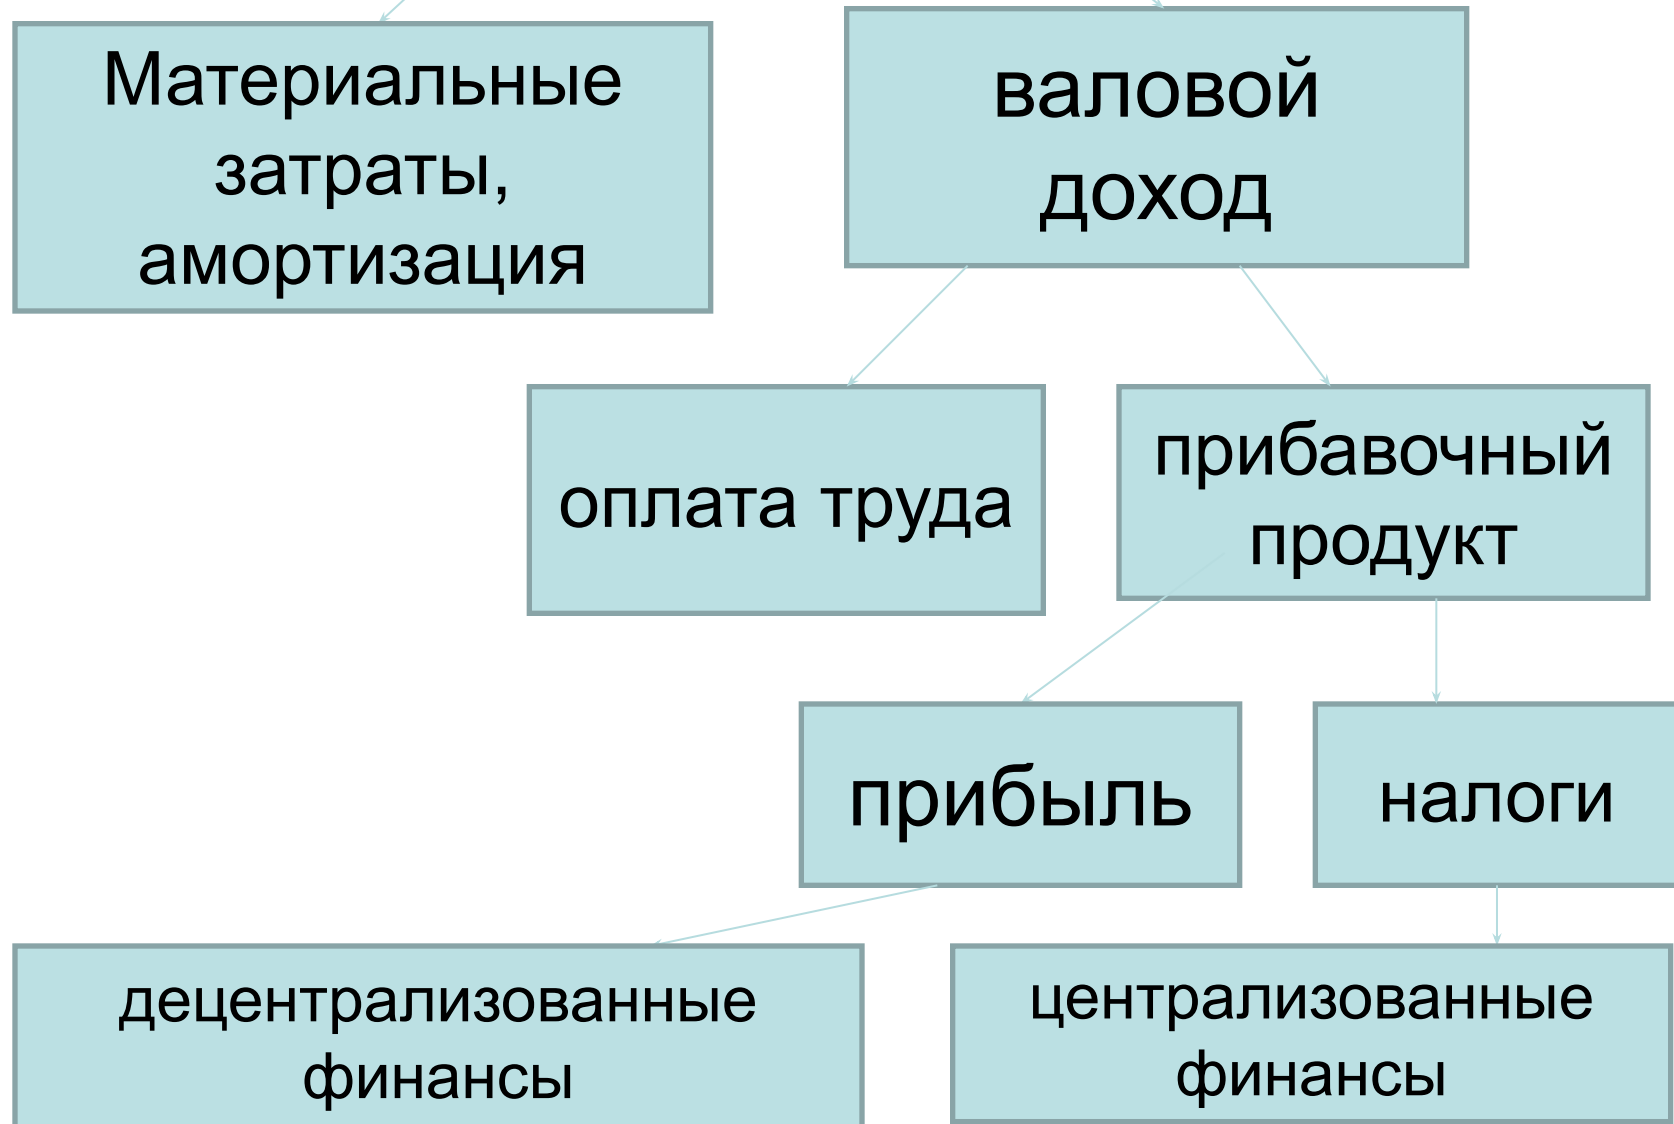 Материальные
затраты,
амортизация
валовой
доход
оплата труда
прибавочный
продукт
прибыль
налоги
децентрализованные
финансы
централизованные
финансы